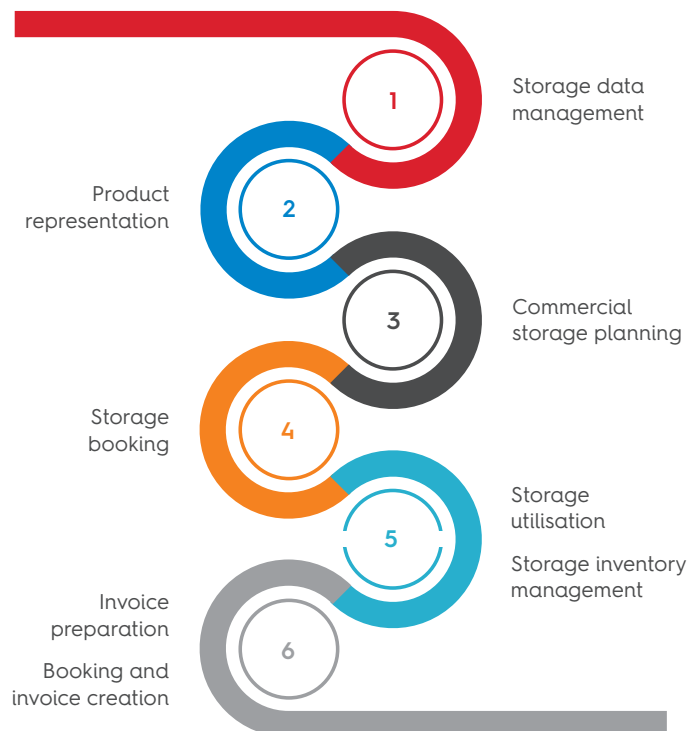 1
Storage data
management
Product
representation
2
3
Commercial
storage planning
Storage
booking
4
5
Storage
utilisation
Storage inventory
management
Invoice
preparation
Booking and
invoice creation
6